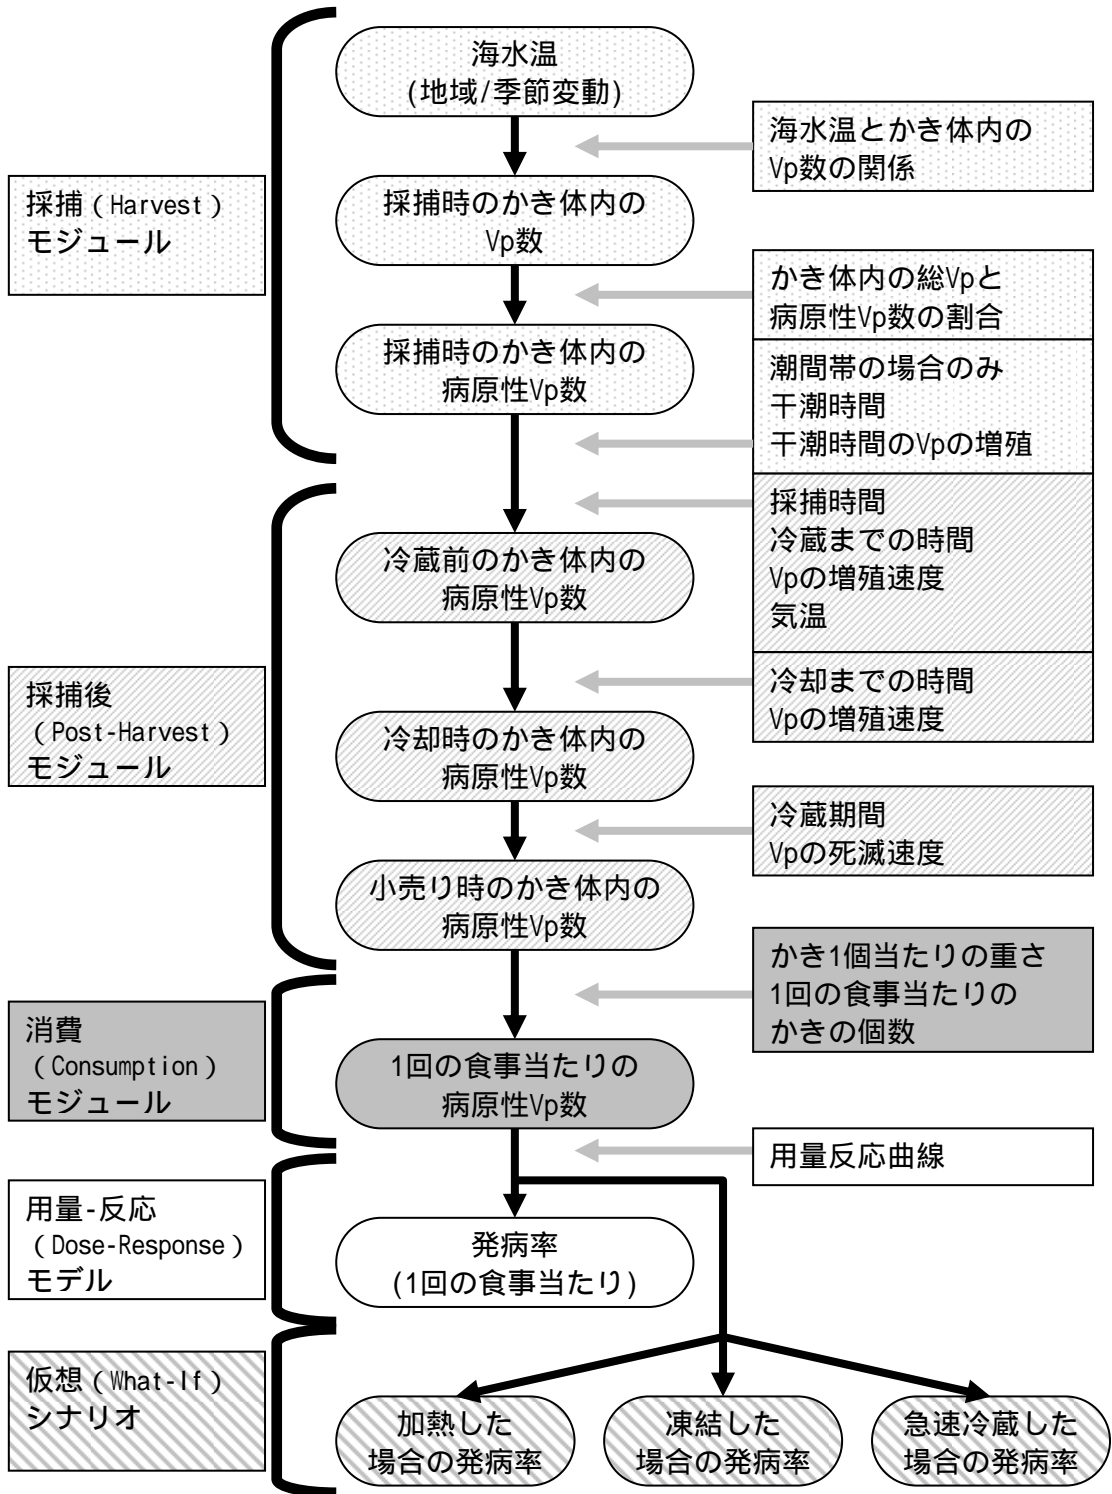 海水温
(地域/季節変動)
海水温とかき体内の
Vp数の関係
採捕(Harvest)
モジュール
採捕時のかき体内の
Vp数
かき体内の総Vpと
病原性Vp数の割合
採捕時のかき体内の
病原性Vp数
潮間帯の場合のみ
干潮時間
干潮時間のVpの増殖
採捕時間
冷蔵までの時間
Vpの増殖速度
気温
冷蔵前のかき体内の
病原性Vp数
採捕後
(Post-Harvest)
モジュール
冷却までの時間
Vpの増殖速度
冷却時のかき体内の
病原性Vp数
冷蔵期間
Vpの死滅速度
小売り時のかき体内の
病原性Vp数
かき1個当たりの重さ
1回の食事当たりの
かきの個数
消費
(Consumption)
モジュール
1回の食事当たりの
病原性Vp数
用量反応曲線
用量-反応
(Dose-Response)
モデル
発病率
(1回の食事当たり)
仮想(What-If)
シナリオ
加熱した
場合の発病率
凍結した
場合の発病率
急速冷蔵した
場合の発病率